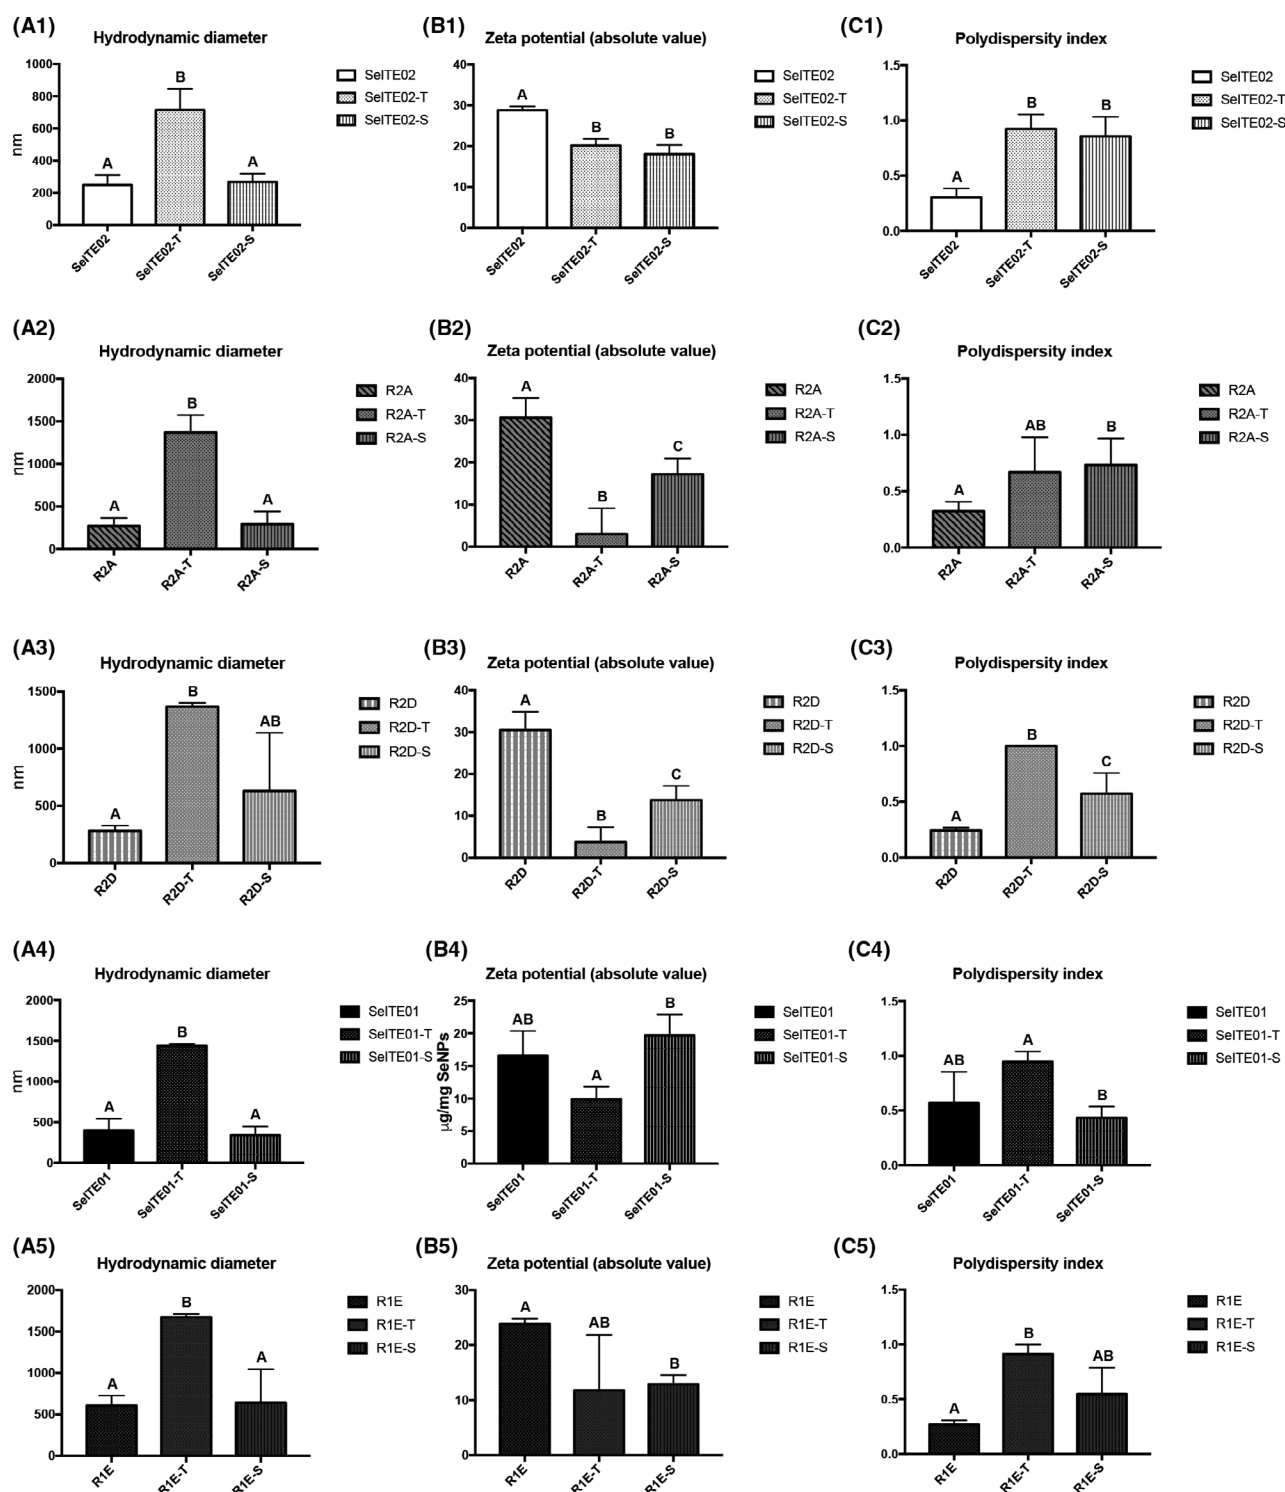 (A1)
Hydrodynamic diameter
1000
800
600
400
200
0
nm
A
B
A
SeITE02
SeITE02-T
SeITE02-S
SeITE02
SeITE02-T
SeITE02-S
(B1)
Zeta potential (absolute value)
40
30
20
10
0
A
B
B
SeITE02
SeITE02-T
SeITE02-S
SeITE02
SeITE02-T
SeITE02-S
(C1)
Polydispersity index
1.5
1.0
0.5
0.0
A
B
B
SeITE02
SeITE02-T
SeITE02-S
SeITE02
SeITE02-T
SeITE02-S
(A2)
Hydrodynamic diameter
2000
1500
1000
500
0
nm
A
B
A
R2A
R2A-T
R2A-S
R2A
R2A-T
R2A-S
(B2)
Zeta potential (absolute value)
40
30
20
10
0
A
B
C
R2A
R2A-T
R2A-S
R2A
R2A-T
R2A-S
(C2)
Polydispersity index
1.5
1.0
0.5
0.0
A
AB
B
R2A
R2A-T
R2A-S
R2A
R2A-T
R2A-S
(A3)
Hydrodynamic diameter
1500
1000
500
0
nm
A
B
AB
R2D
R2D-T
R2D-S
R2D
R2D-T
R2D-S
(B3)
Zeta potential (absolute value)
40
30
20
10
0
A
B
C
R2D
R2D-T
R2D-S
R2D
R2D-T
R2D-S
(C3)
Polydispersity index
1.5
1.0
0.5
0.0
A
B
C
R2D
R2D-T
R2D-S
R2D
R2D-T
R2D-S
(A4)
Hydrodynamic diameter
2000
1500
1000
500
0
nm
A
B
A
SeITE01
SeITE01-T
SeITE01-S
SeITE01
SeITE01-T
SeITE01-S
(B4)
Zeta potential (absolute value)
25
20
15
10
5
0
µg/mg SeNPs
AB
A
B
SeITE01
SeITE01-T
SeITE01-S
SeITE01
SeITE01-T
SeITE01-S
(C4)
Polydispersity index
1.5
1.0
0.5
0.0
AB
A
B
SeITE01
SeITE01-T
SeITE01-S
SeITE01
SeITE01-T
SeITE01-S
(A5)
Hydrodynamic diameter
2000
1500
1000
500
0
A
B
A
R1E
R1E-T
R1E-S
R1E
R1E-T
R1E-S
(B5)
Zeta potential (absolute value)
30
20
10
0
A
AB
B
R1E
R1E-T
R1E-S
R1E
R1E-T
R1E-S
(C5)
Polydispersity index
1.5
1.0
0.5
0.0
A
B
AB
R1E
R1E-T
R1E-S
R1E
R1E-T
R1E-S